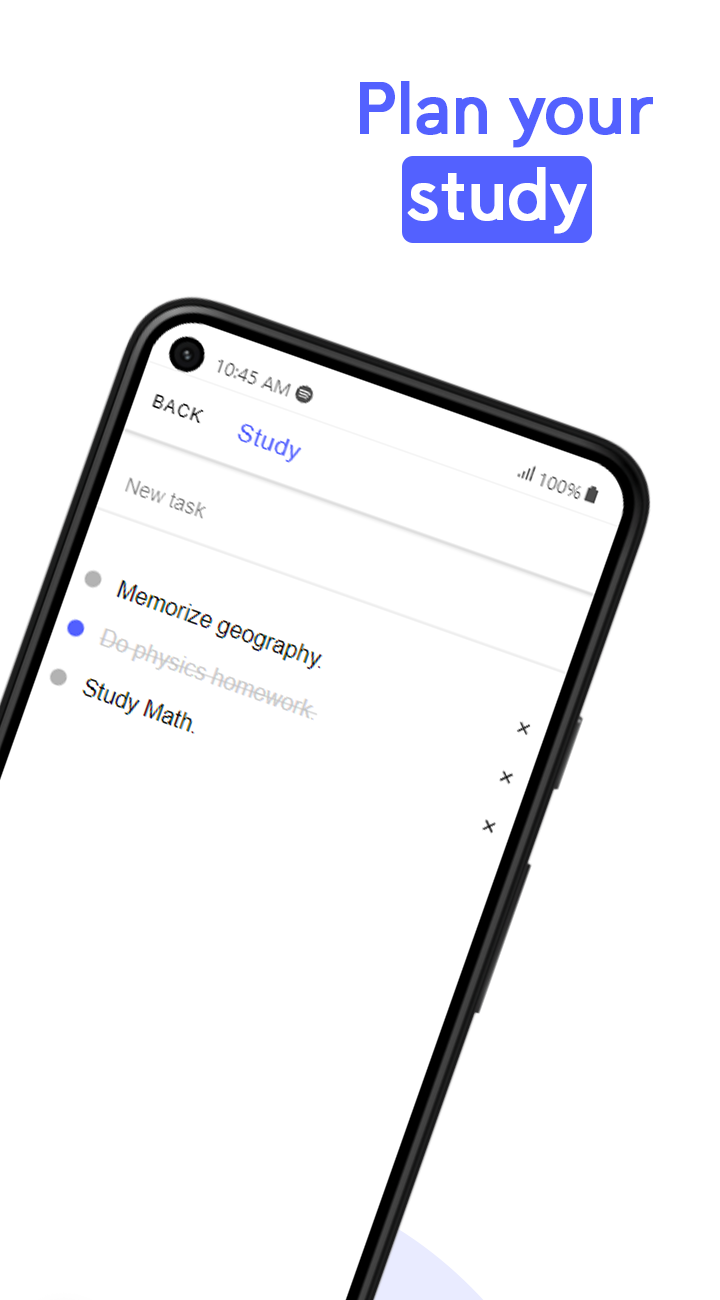 Plan your
study
10:45 AM
100%
BACK Study
New task
Memorize geography.
Do physics homework.
Study Math.